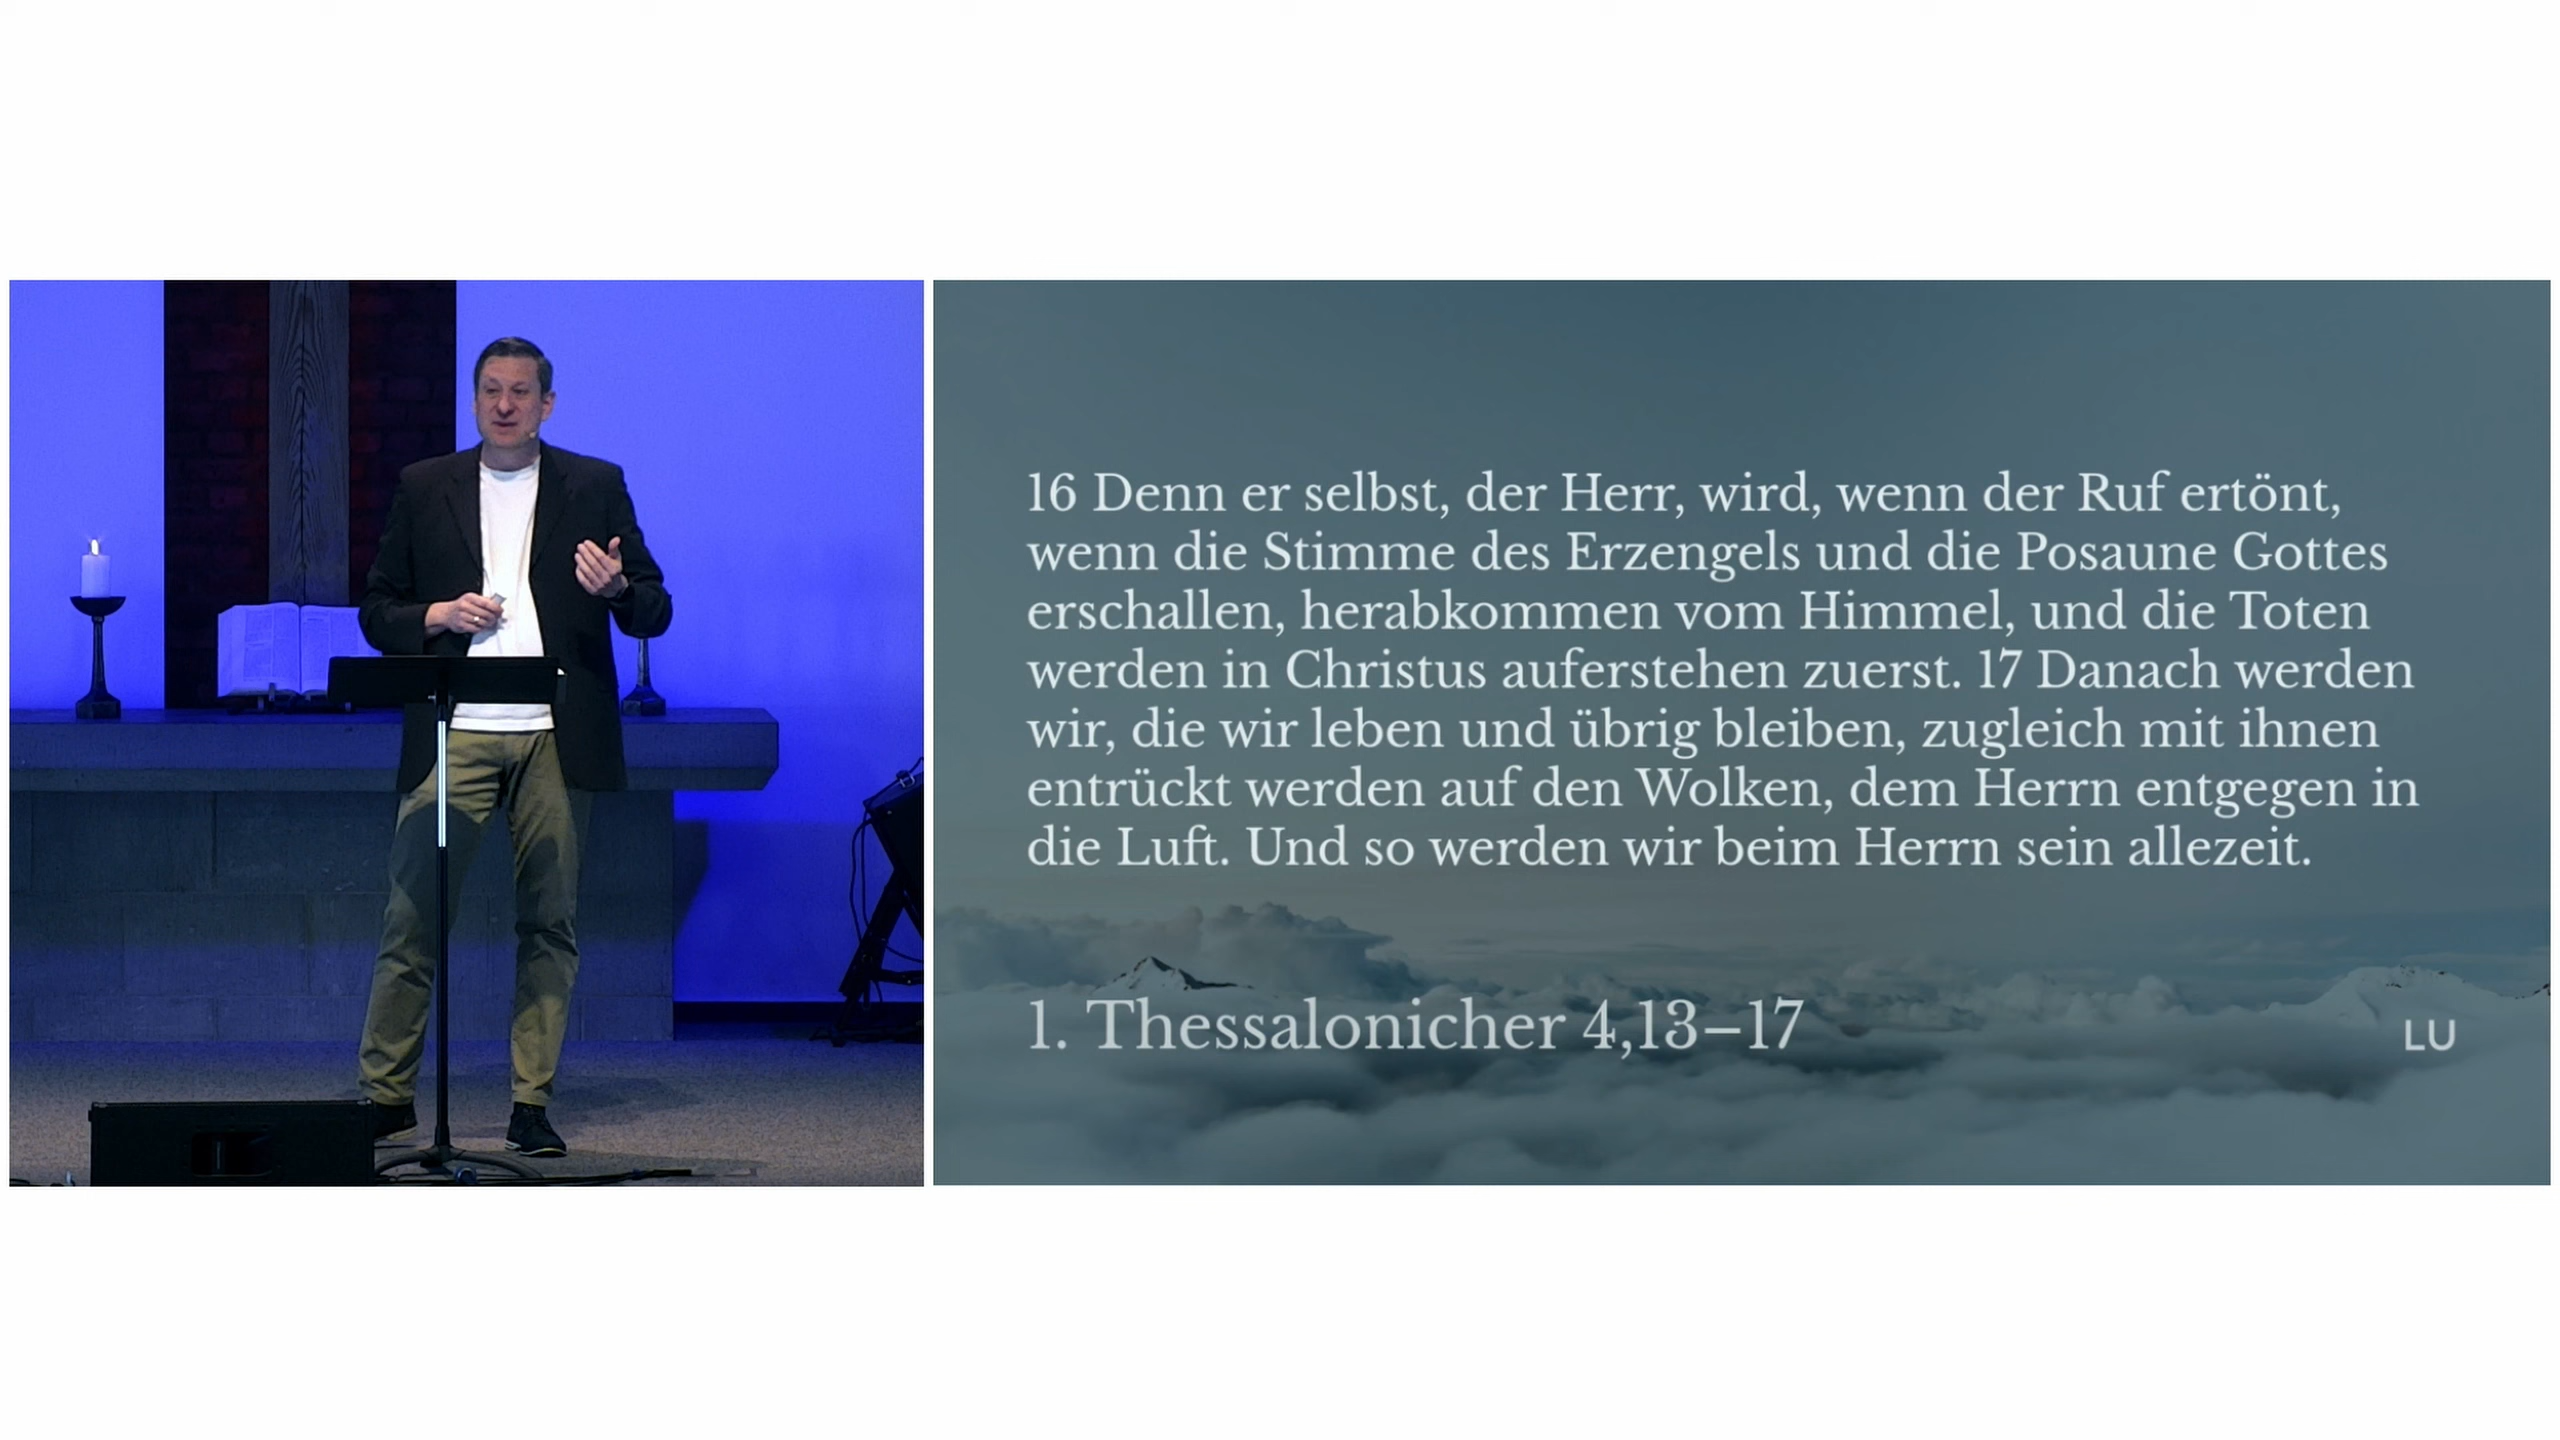 16 Denn er selbst, der Herr, wird, wenn der Ruf ertönt,
wenn die Stimme des Erzengels und die Posaune Gottes
erschallen, herabkommen vom Himmel, und die Toten
werden in Christus auferstehen zuerst. 17 Danach werden
wir, die wir leben und übrig bleiben, zugleich mit ihnen
entrückt werden auf den Wolken, dem Herrn entgegen in
die Luft. Und so werden wir beim Herrn sein allezeit.
1. Thessalonicher 4,13–17
LU